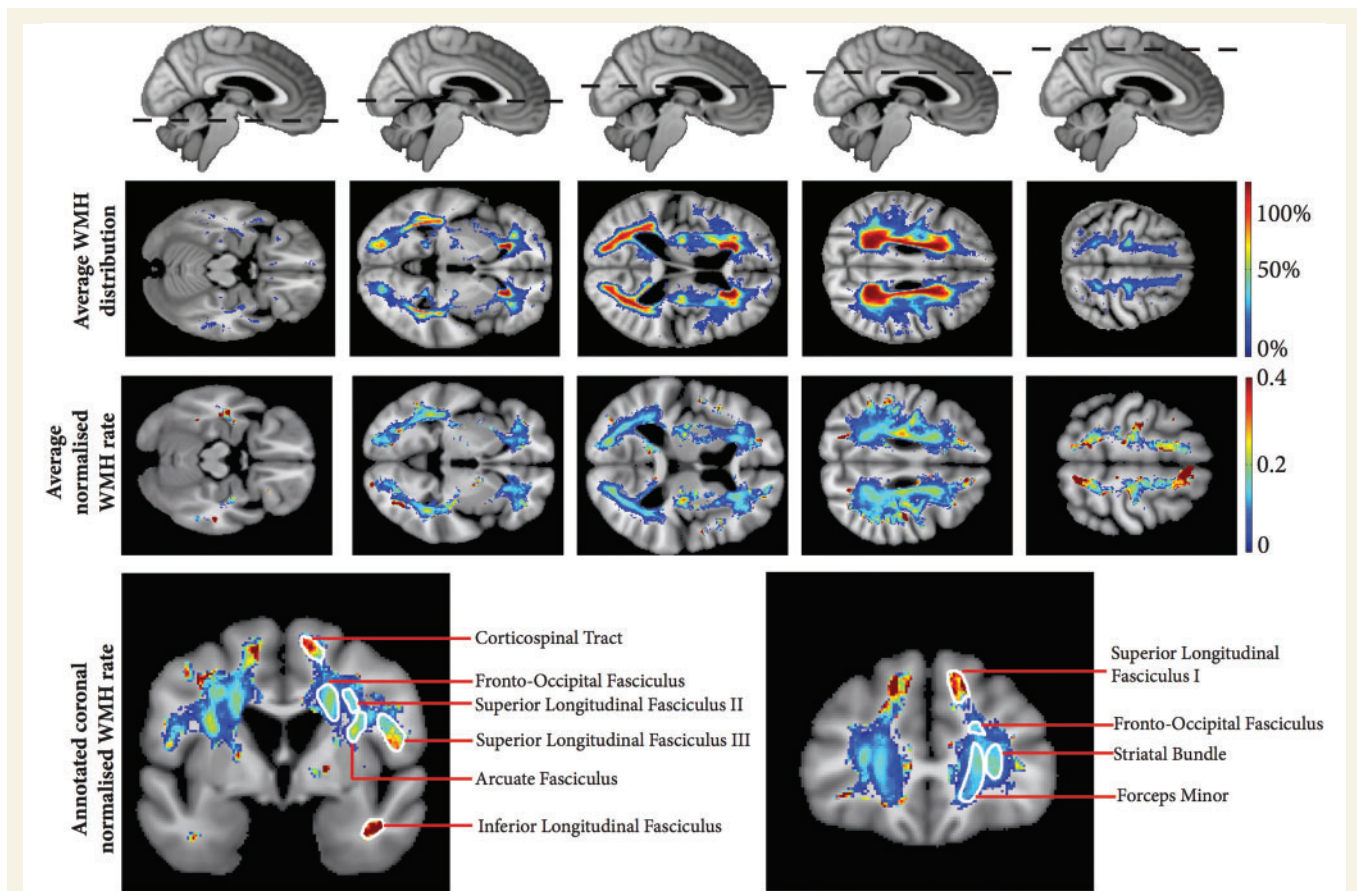 Average WMH
distribution
100%
50%
0%
Average
normalised
WMH rate
0.4
0.2
0
Annotated coronal
normalised WMH rate
Corticospinal Tract
Fronto-Occipital Fasciculus
Superior Longitudinal Fasciculus II
Superior Longitudinal Fasciculus III
Arcuate Fasciculus
Inferior Longitudinal Fasciculus
Superior Longitudinal
Fasciculus I
Fronto-Occipital Fasciculus
Striatal Bundle
Forceps Minor